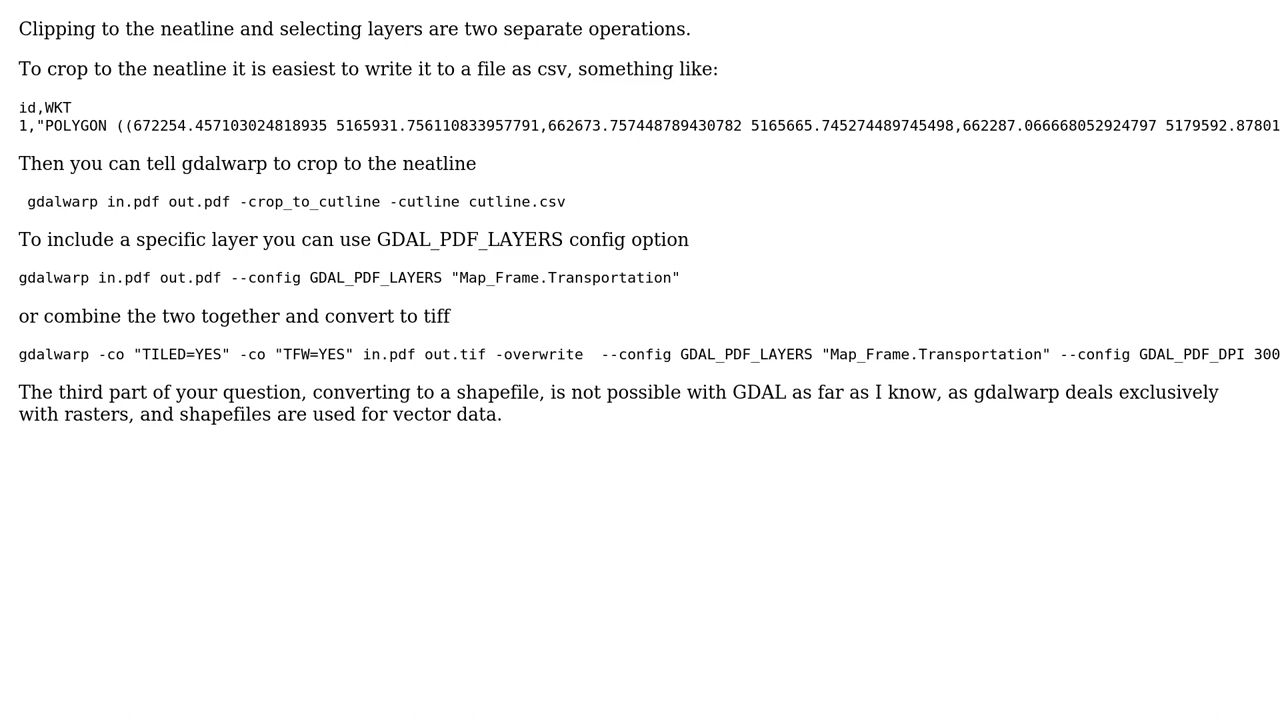 Clipping to the neatline and selecting layers are two separate operations.
To crop to the neatline it is easiest to write it to a file as csv, something like:
id,WKT
1,"POLYGON ((672254.457103024818935 5165931.756110833957791,662673.757448789430782 5165665.745274489745498,662287.066668052924797 5179592.87801
Then you can tell gdalwarp to crop to the neatline
gdalwarp in.pdf out.pdf -crop_to_cutline -cutline cutline.csv
To include a specific layer you can use GDAL_PDF_LAYERS config option
gdalwarp in.pdf out.pdf --config GDAL_PDF_LAYERS "Map_Frame.Transportation"
or combine the two together and convert to tiff
gdalwarp -co "TILED=YES" -co "TFW=YES" in.pdf out.tif -overwrite  --config GDAL_PDF_LAYERS "Map_Frame.Transportation" --config GDAL_PDF_DPI 300
The third part of your question, converting to a shapefile, is not possible with GDAL as far as I know, as gdalwarp deals exclusively
with rasters, and shapefiles are used for vector data.